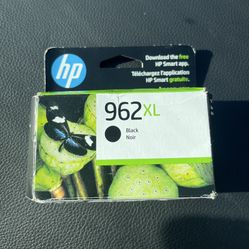 Download the free
HP Smart app.
Téléchargez l'application
HP Smart gratuite.
hp
962XL
Black
Noir